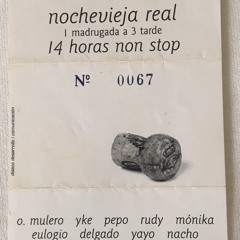 nochevieja real
1 madrugada a 3 tarde
14 horas non stop
Nº 0067
o. mulero yke pepo rudy mónika
eulogio delgado yayo nacho